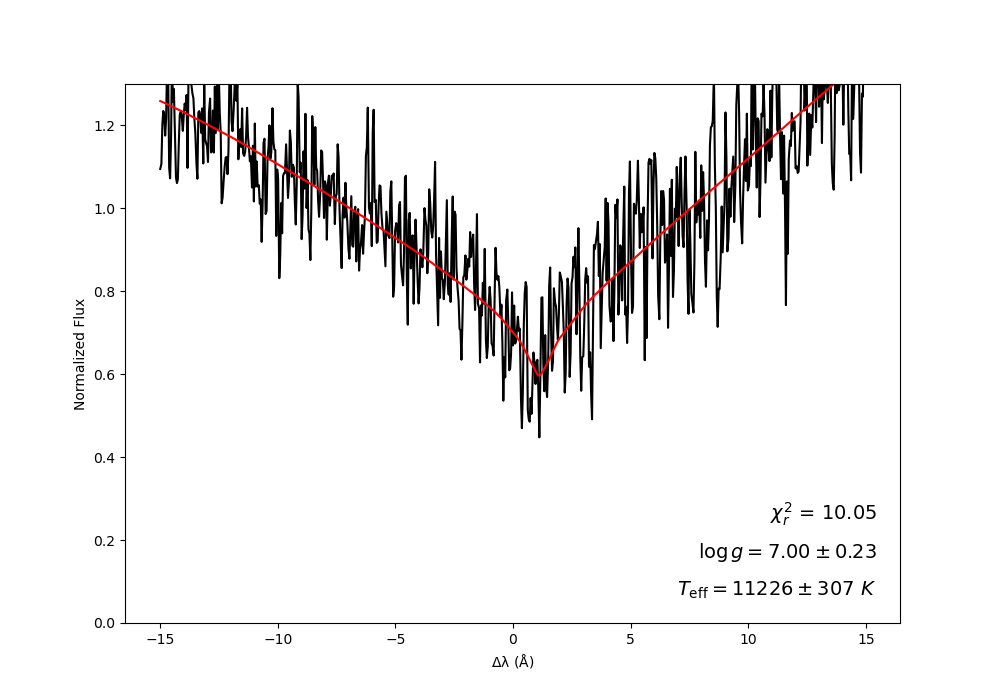 1.2
1.0
0.8
0.6
0.4
0.2
0.0
Normalized Flux
χ²ᵣ = 10.05
log g = 7.00 ± 0.23
T_eff = 11226 ± 307 K
−15 −10 −5 0 5 10 15
Δλ (Å)